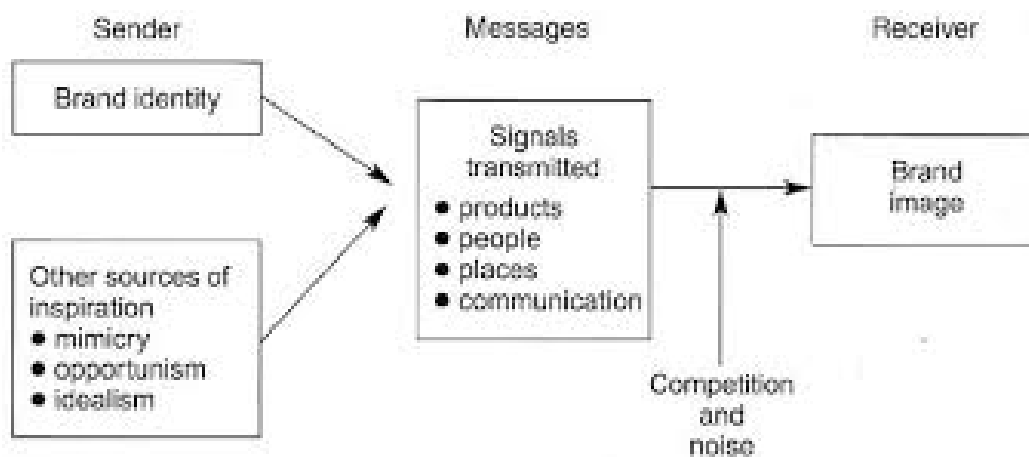 Sender
Messages
Receiver
Brand identity
Signals
transmitted
● products
● people
● places
● communication
Brand
image
Other sources of
inspiration
● mimicry
● opportunism
● idealism
Competition
and
noise